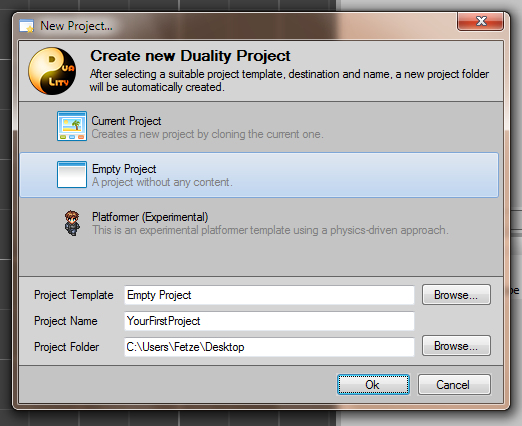 New Project...
Dua
Lity
Create new Duality Project
After selecting a suitable project template, destination and name, a new project folder
will be automatically created.
Current Project
Creates a new project by cloning the current one.
Empty Project
A project without any content.
Platformer (Experimental)
This is an experimental platformer template using a physics-driven approach.
Project Template Empty Project Browse...
Project Name YourFirstProject
Project Folder C:\Users\Fetze\Desktop Browse...
Ok Cancel